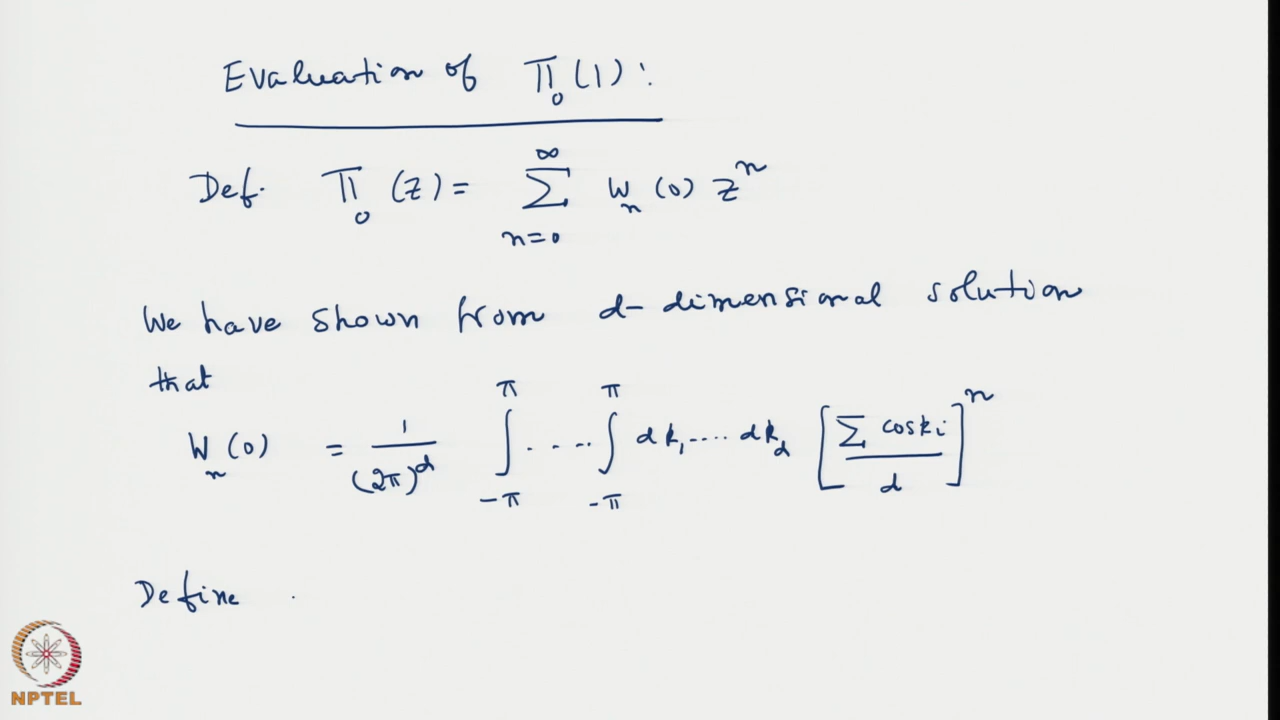 Evaluation of Π₀(1):
Def. Π₀(z) = ∑_{n=0}^{∞} W_n(0) z^n
We have shown from d-dimensional solution
that
W_n(0) = 1/(2π)^d ∫_{-π}^{π} ..... ∫_{-π}^{π} dk₁.... dk_d [∑ cos k_i / d]^n
Define
NPTEL